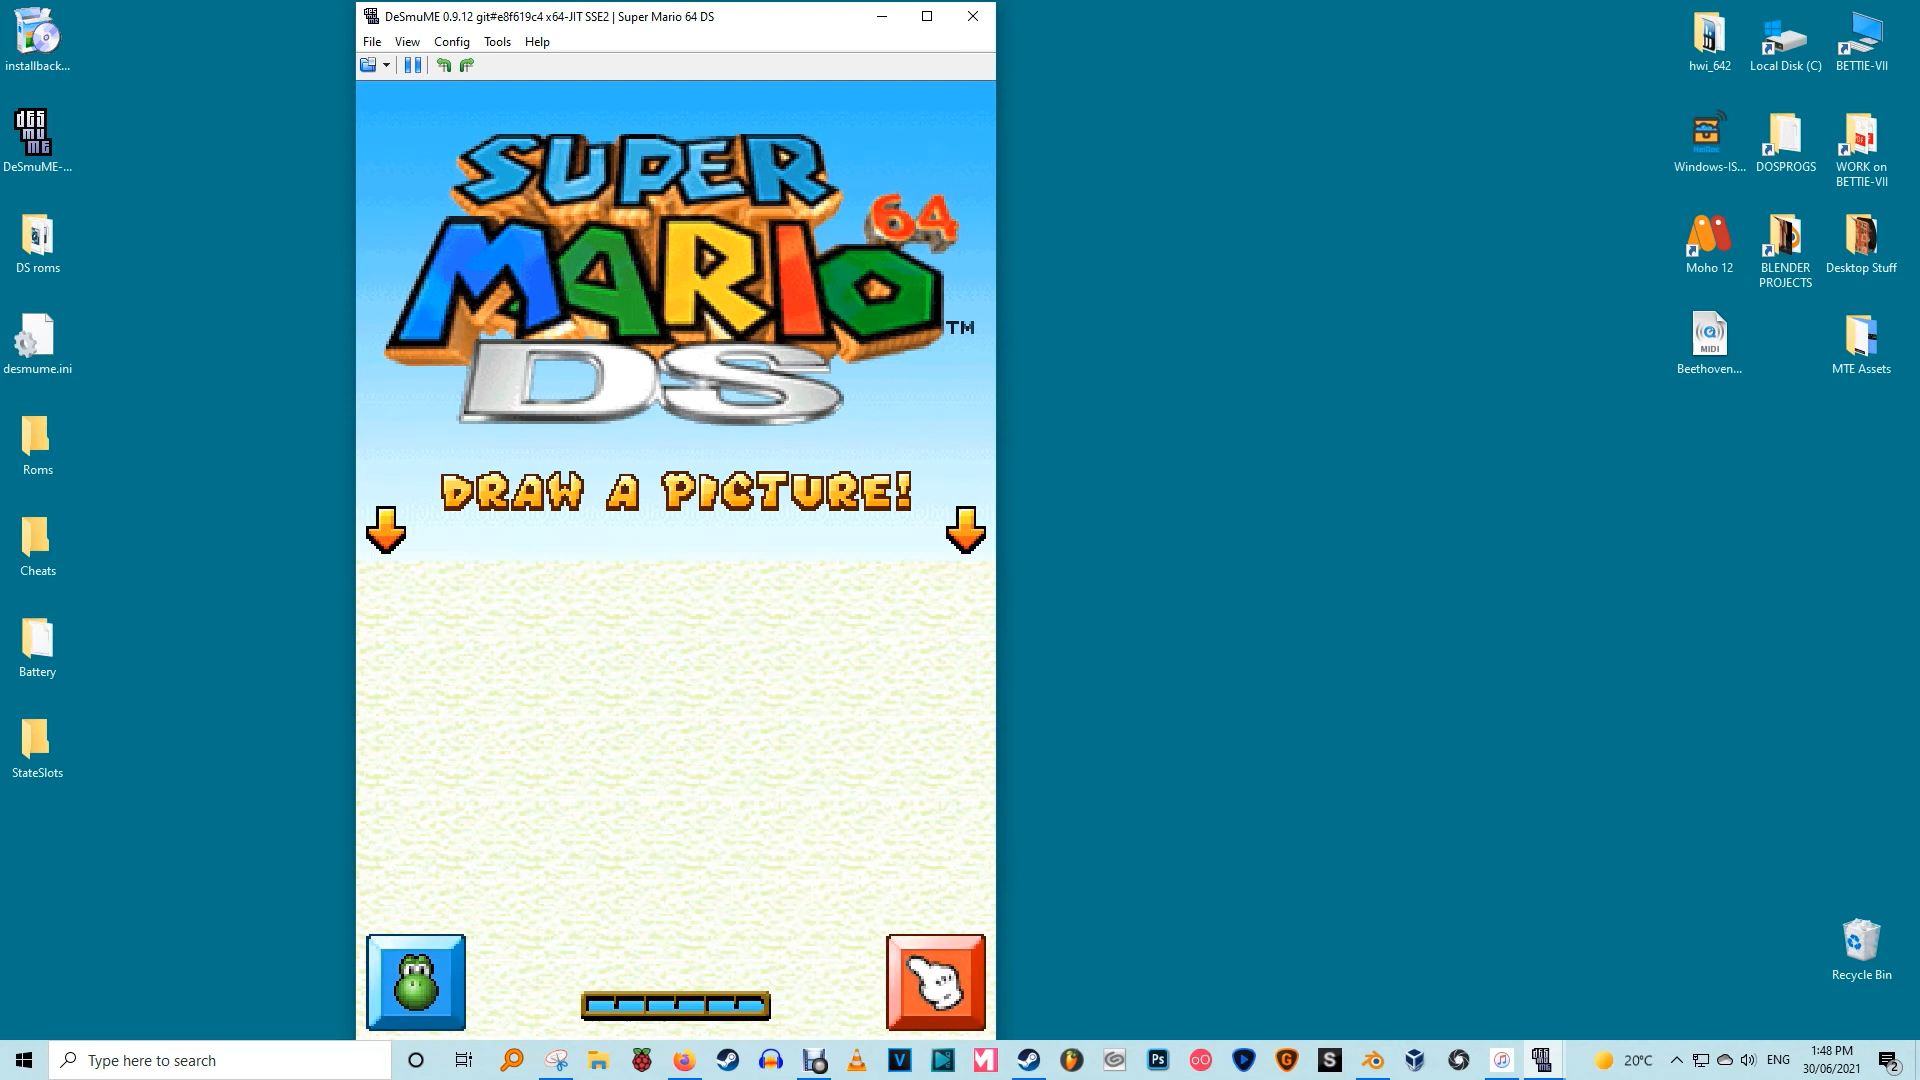 DeSmuME 0.9.12 git#e8f619c4 x64-JIT SSE2 | Super Mario 64 DS
File View Config Tools Help
SUPER
MARIO 64
TM
DS
DRAW A PICTURE!
installback...
DeSmuME-...
DS roms
desmume.ini
Roms
Cheats
Battery
StateSlots
hwi_642
Local Disk (C)
BETTIE-VII
Windows-IS...
DOSPROGS
WORK on
BETTIE-VII
Moho 12
BLENDER
PROJECTS
Desktop Stuff
MIDI
Beethoven...
MTE Assets
Recycle Bin
Type here to search
20°C
ENG
1:48 PM
30/06/2021
2